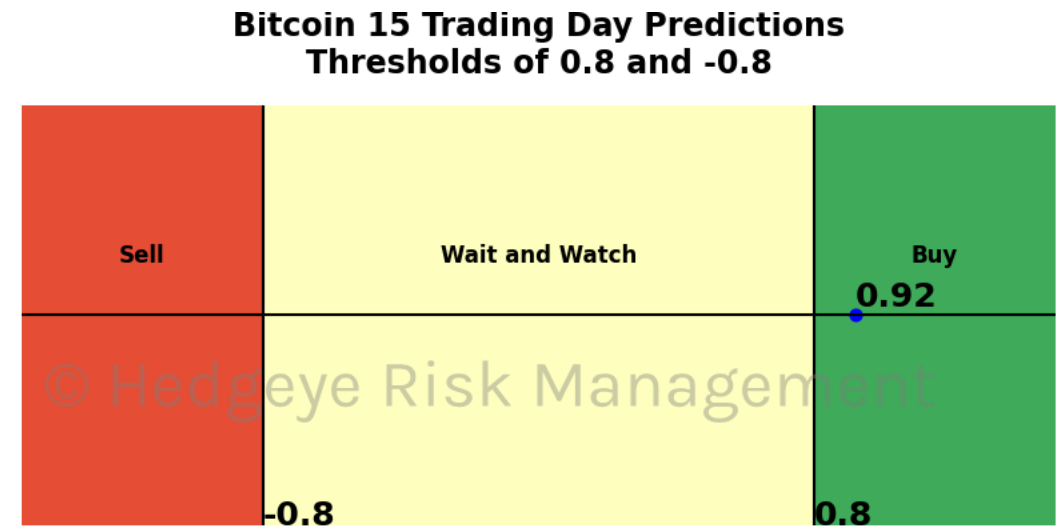 Bitcoin 15 Trading Day Predictions
Thresholds of 0.8 and -0.8
Sell
Wait and Watch
Buy
0.92
© Hedgeye Risk Management
-0.8
0.8